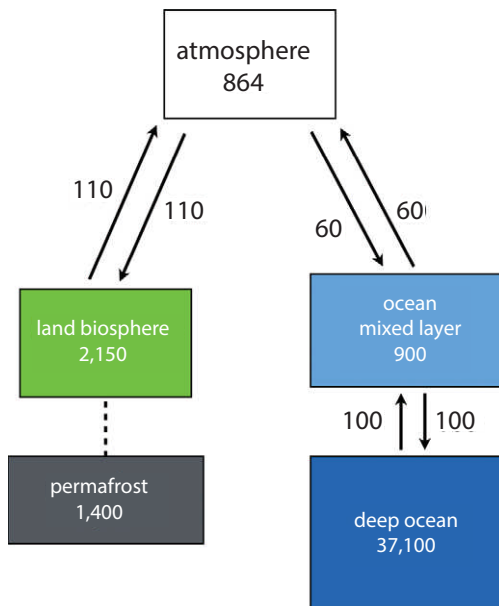 atmosphere
864
110
110
60
60
land biosphere
2,150
ocean
mixed layer
900
100
100
permafrost
1,400
deep ocean
37,100